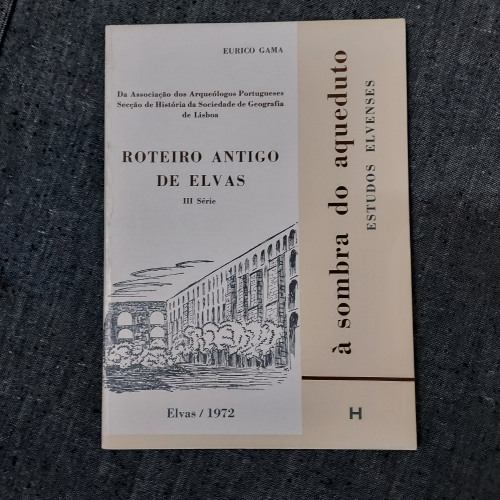 EURICO GAMA
Da Associação dos Arqueólogos Portugueses
Secção de História da Sociedade de Geografia
de Lisboa
ROTEIRO ANTIGO
DE ELVAS
III Série
Elvas / 1972
à sombra do aqueduto
ESTUDOS ELVENSES
H